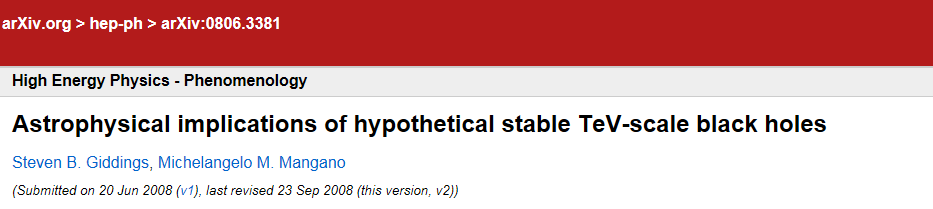 arXiv.org > hep-ph > arXiv:0806.3381
High Energy Physics - Phenomenology
Astrophysical implications of hypothetical stable TeV-scale black holes
Steven B. Giddings, Michelangelo M. Mangano
(Submitted on 20 Jun 2008 (v1), last revised 23 Sep 2008 (this version, v2))